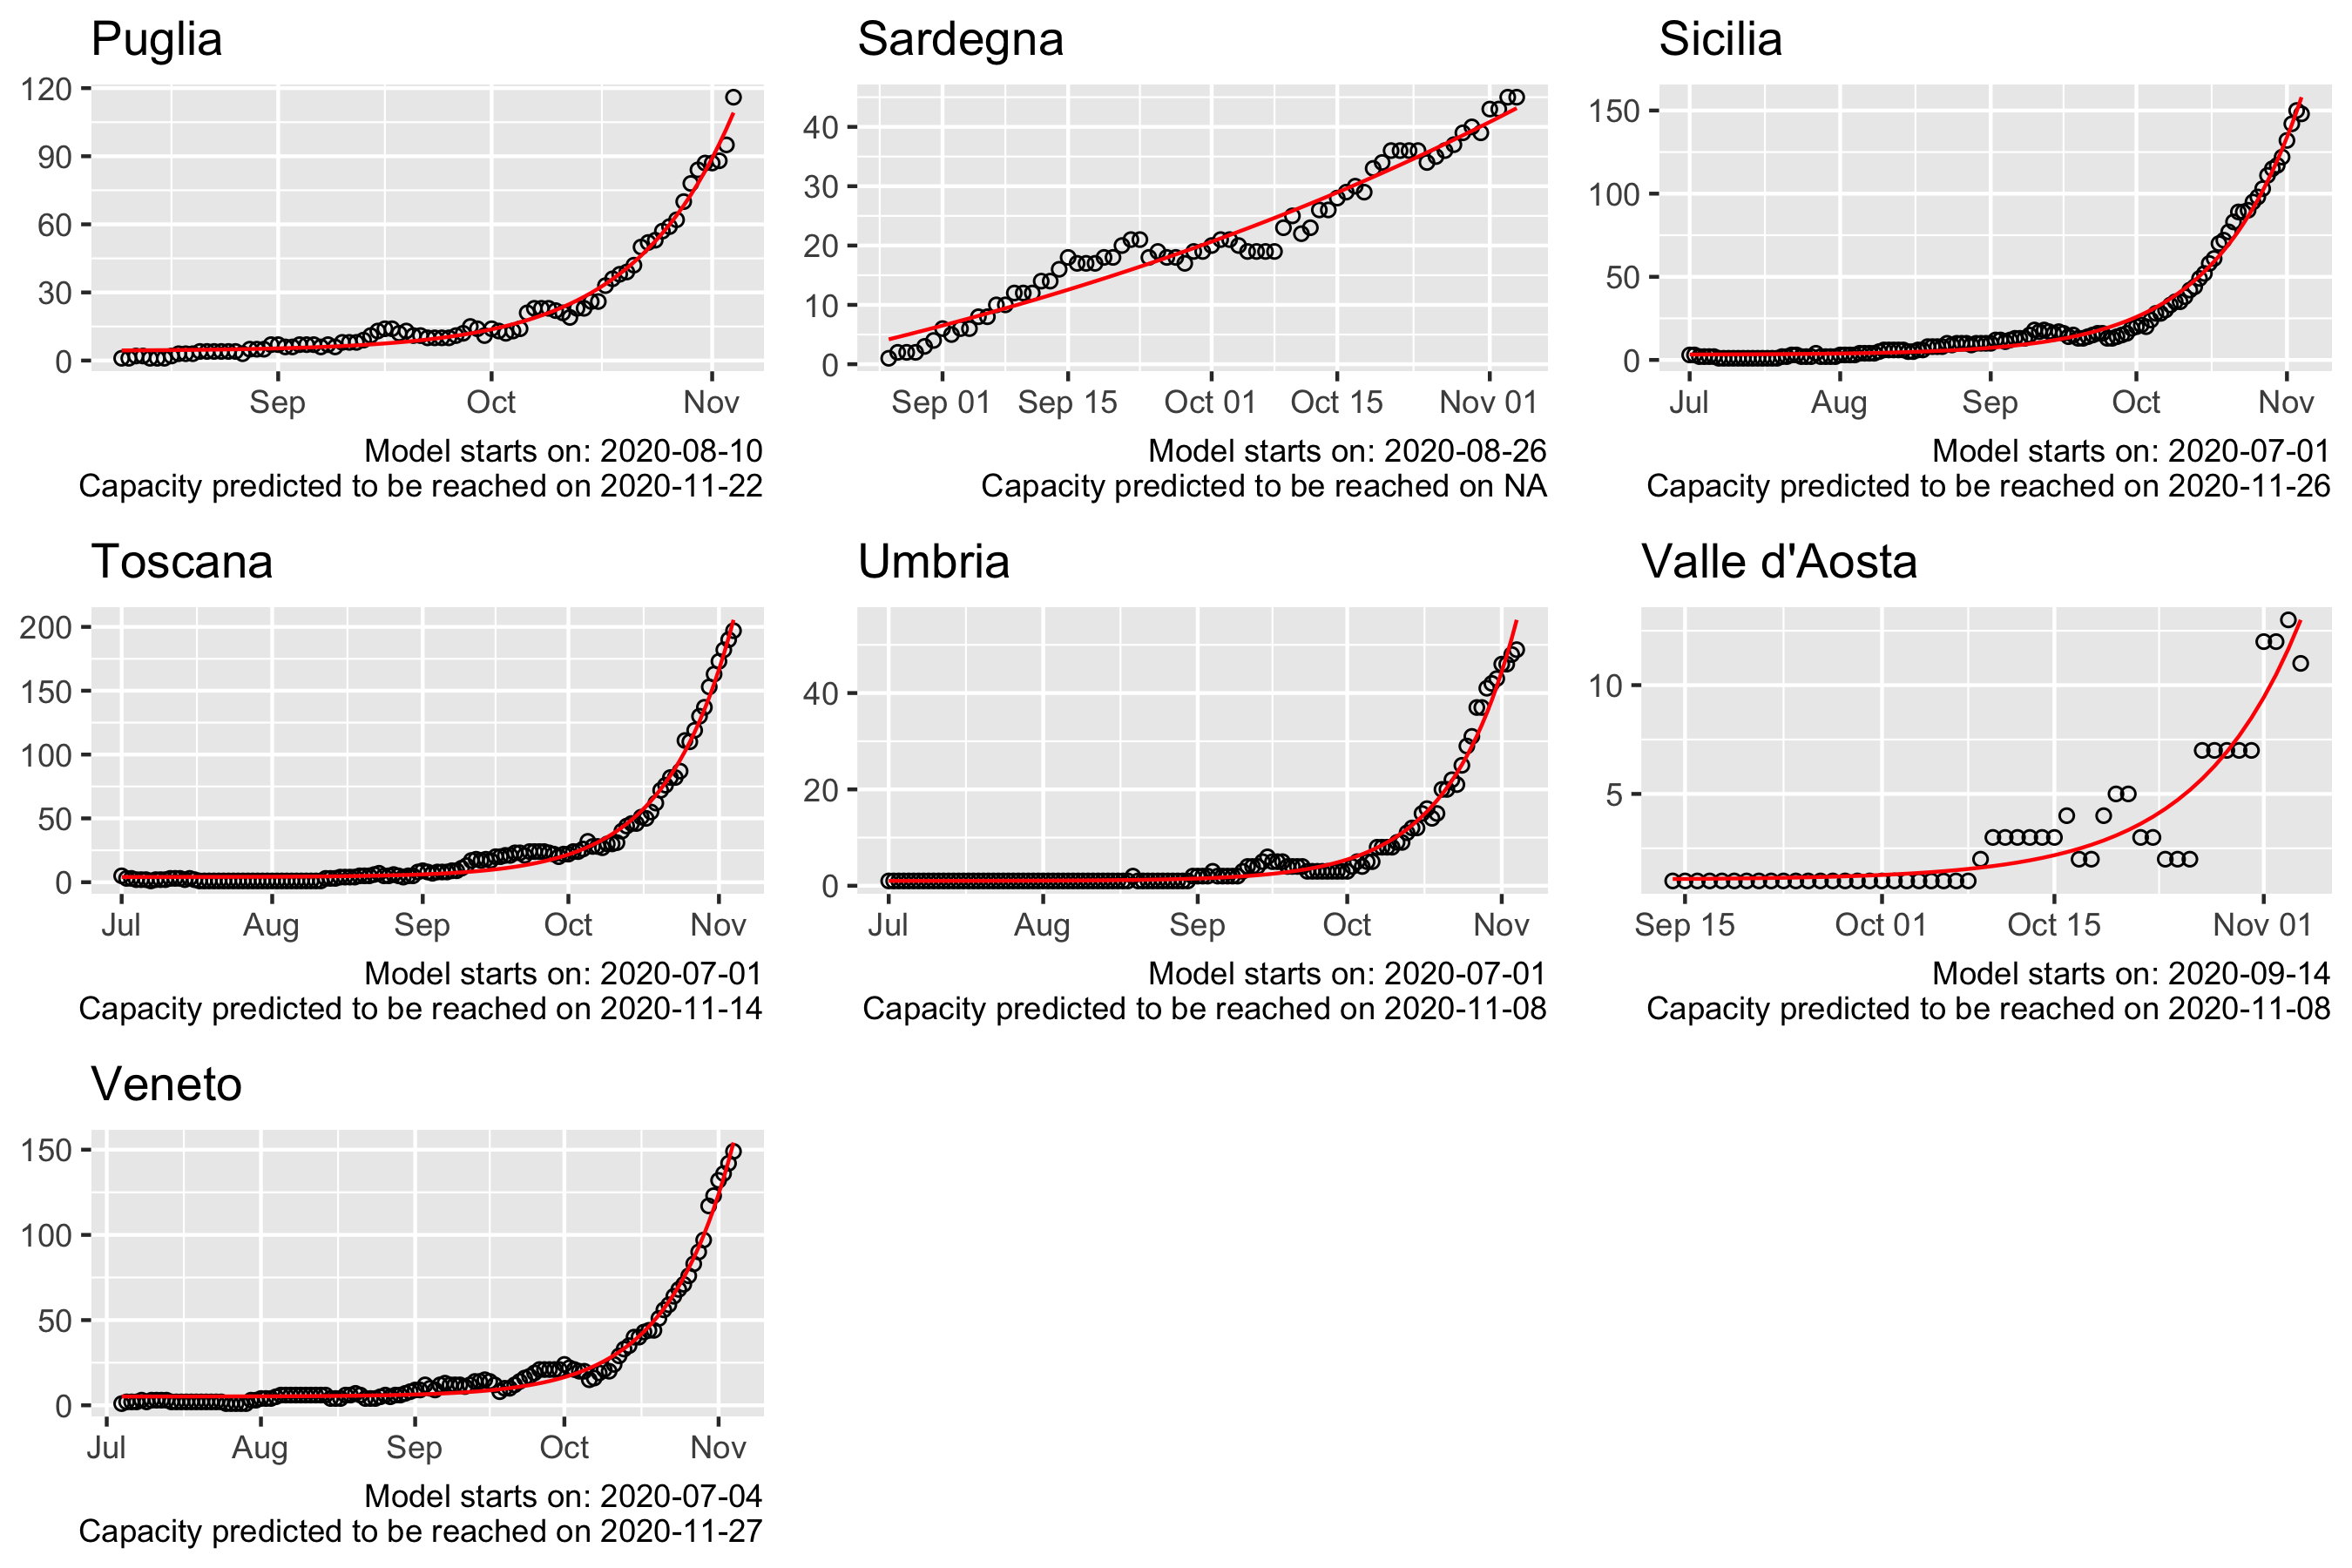 Puglia
120
90
60
30
0
Sep Oct Nov
Model starts on: 2020-08-10
Capacity predicted to be reached on 2020-11-22
Sardegna
40
30
20
10
0
Sep 01 Sep 15 Oct 01 Oct 15 Nov 01
Model starts on: 2020-08-26
Capacity predicted to be reached on NA
Sicilia
150
100
50
0
Jul Aug Sep Oct Nov
Model starts on: 2020-07-01
Capacity predicted to be reached on 2020-11-26
Toscana
200
150
100
50
0
Jul Aug Sep Oct Nov
Model starts on: 2020-07-01
Capacity predicted to be reached on 2020-11-14
Umbria
40
20
0
Jul Aug Sep Oct Nov
Model starts on: 2020-07-01
Capacity predicted to be reached on 2020-11-08
Valle d'Aosta
10
5
Sep 15 Oct 01 Oct 15 Nov 01
Model starts on: 2020-09-14
Capacity predicted to be reached on 2020-11-08
Veneto
150
100
50
0
Jul Aug Sep Oct Nov
Model starts on: 2020-07-04
Capacity predicted to be reached on 2020-11-27